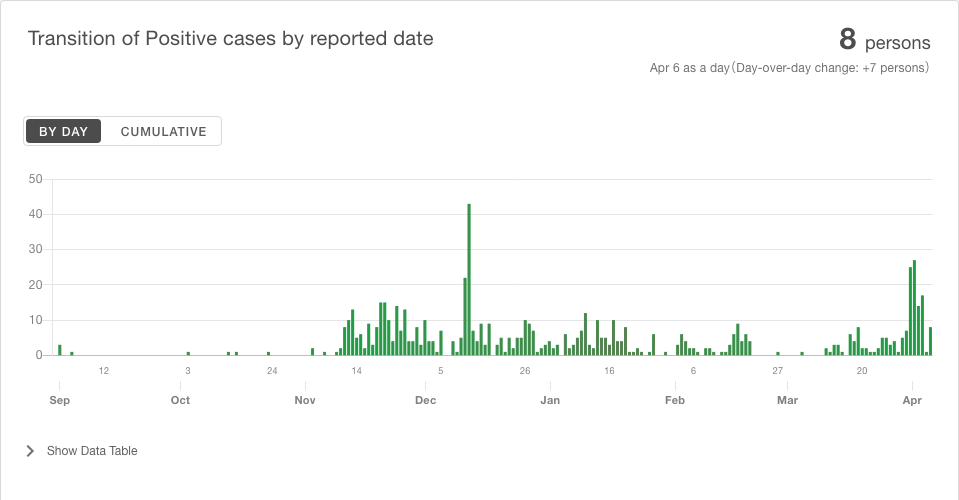 Transition of Positive cases by reported date
8 persons
Apr 6 as a day(Day-over-day change: +7 persons)
BY DAY CUMULATIVE
50
40
30
20
10
0
12 3 24 14 5 26 16 6 27 20
Sep Oct Nov Dec Jan Feb Mar Apr
Show Data Table